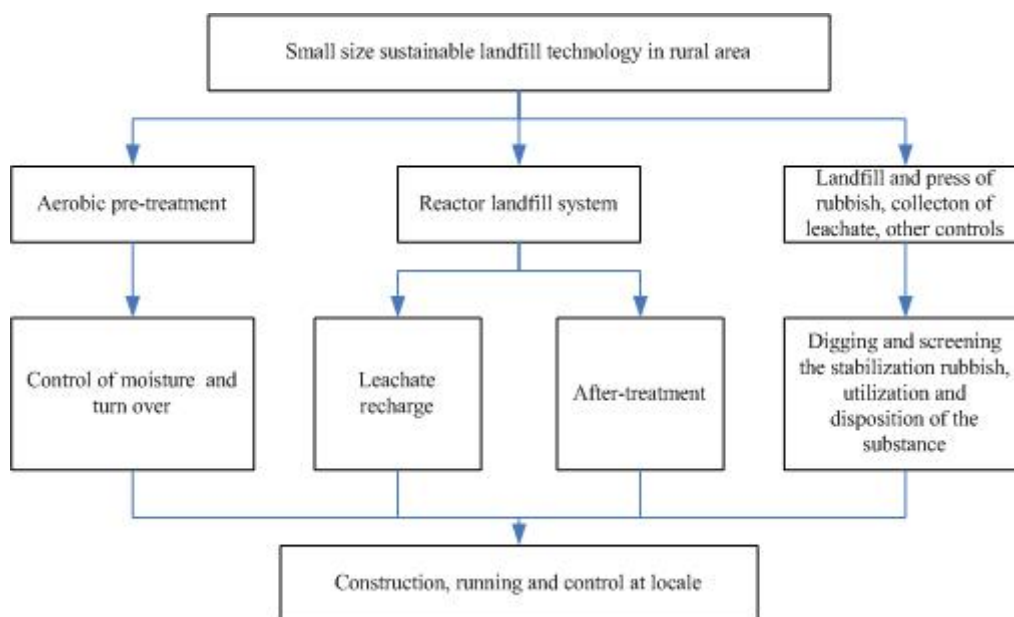 Small size sustainable landfill technology in rural area
Aerobic pre-treatment
Reactor landfill system
Landfill and press of
rubbish, collecton of
leachate, other controls
Control of moisture and
turn over
Leachate
recharge
After-treatment
Digging and screening
the stabilization rubbish,
utilization and
disposition of the
substance
Construction, running and control at locale